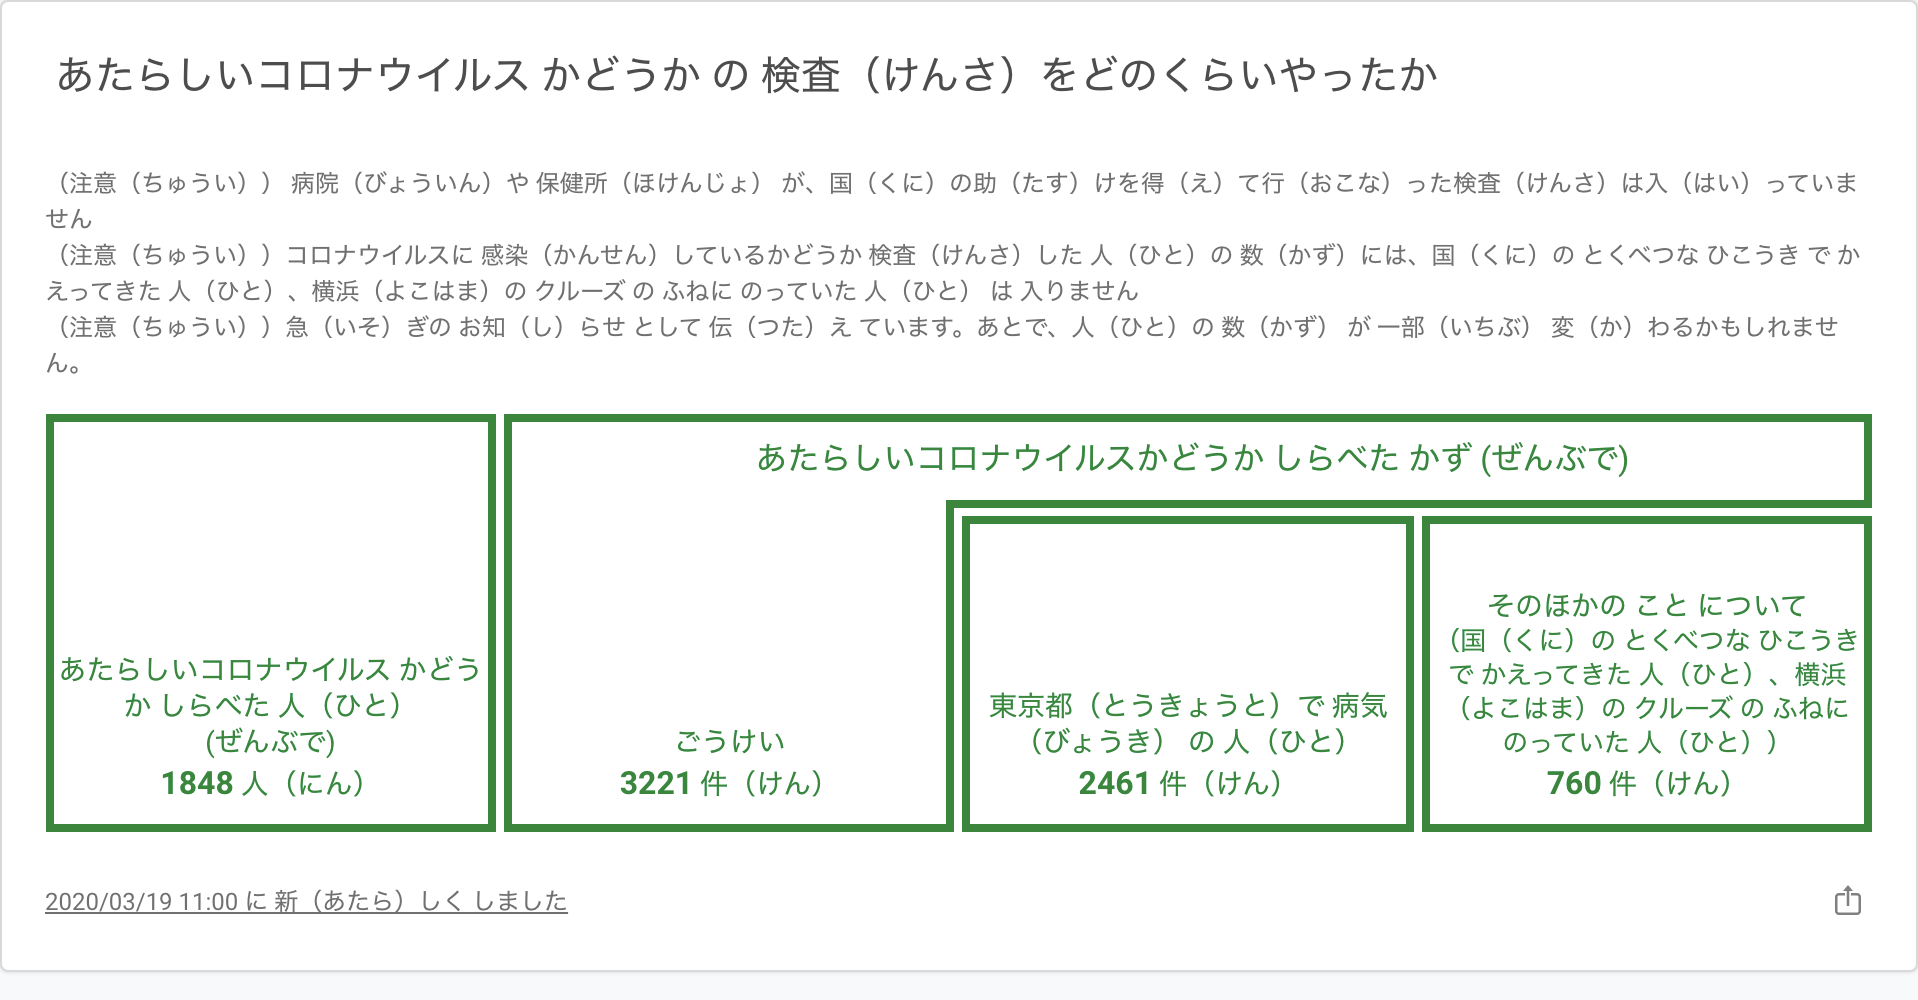 あたらしいコロナウイルス かどうか の 検査（けんさ）をどのくらいやったか
（注意（ちゅうい）） 病院（びょういん）や 保健所（ほけんじょ） が、国（くに）の助（たす）けを得（え）て行（おこな）った検査（けんさ）は入（はい）っていま
せん
（注意（ちゅうい））コロナウイルスに 感染（かんせん）しているかどうか 検査（けんさ）した 人（ひと）の 数（かず）には、国（くに）の とくべつな ひこうき で か
えってきた 人（ひと）、横浜（よこはま）の クルーズ の ふねに のっていた 人（ひと） は 入りません
（注意（ちゅうい））急（いそ）ぎの お知（し）らせ として 伝（つた）え ています。あとで、人（ひと）の 数（かず） が 一部（いちぶ） 変（か）わるかもしれませ
ん。
あたらしいコロナウイルス かどう
か しらべた 人（ひと）
(ぜんぶで)
1848 人（にん）
あたらしいコロナウイルスかどうか しらべた かず (ぜんぶで)
ごうけい
3221 件（けん）
東京都（とうきょうと）で 病気
（びょうき） の 人（ひと）
2461 件（けん）
そのほかの こと について
（国（くに）の とくべつな ひこうき
で かえってきた 人（ひと）、横浜
（よこはま）の クルーズ の ふねに
のっていた 人（ひと））
760 件（けん）
2020/03/19 11:00 に 新（あたら）しく しました